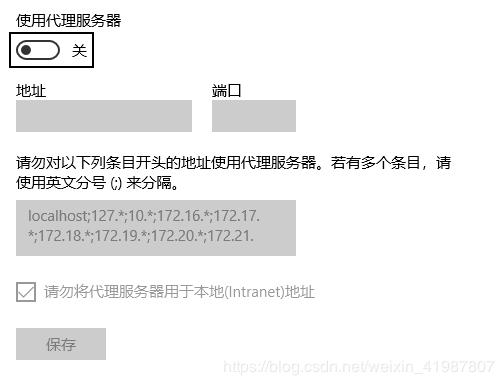 使用代理服务器
关
地址 端口
请勿对以下列条目开头的地址使用代理服务器。若有多个条目，请
使用英文分号 (;) 来分隔。
localhost;127.*;10.*;172.16.*;172.17.
*;172.18.*;172.19.*;172.20.*;172.21.
请勿将代理服务器用于本地(Intranet)地址
保存
https://blog.csdn.net/weixin_41987807